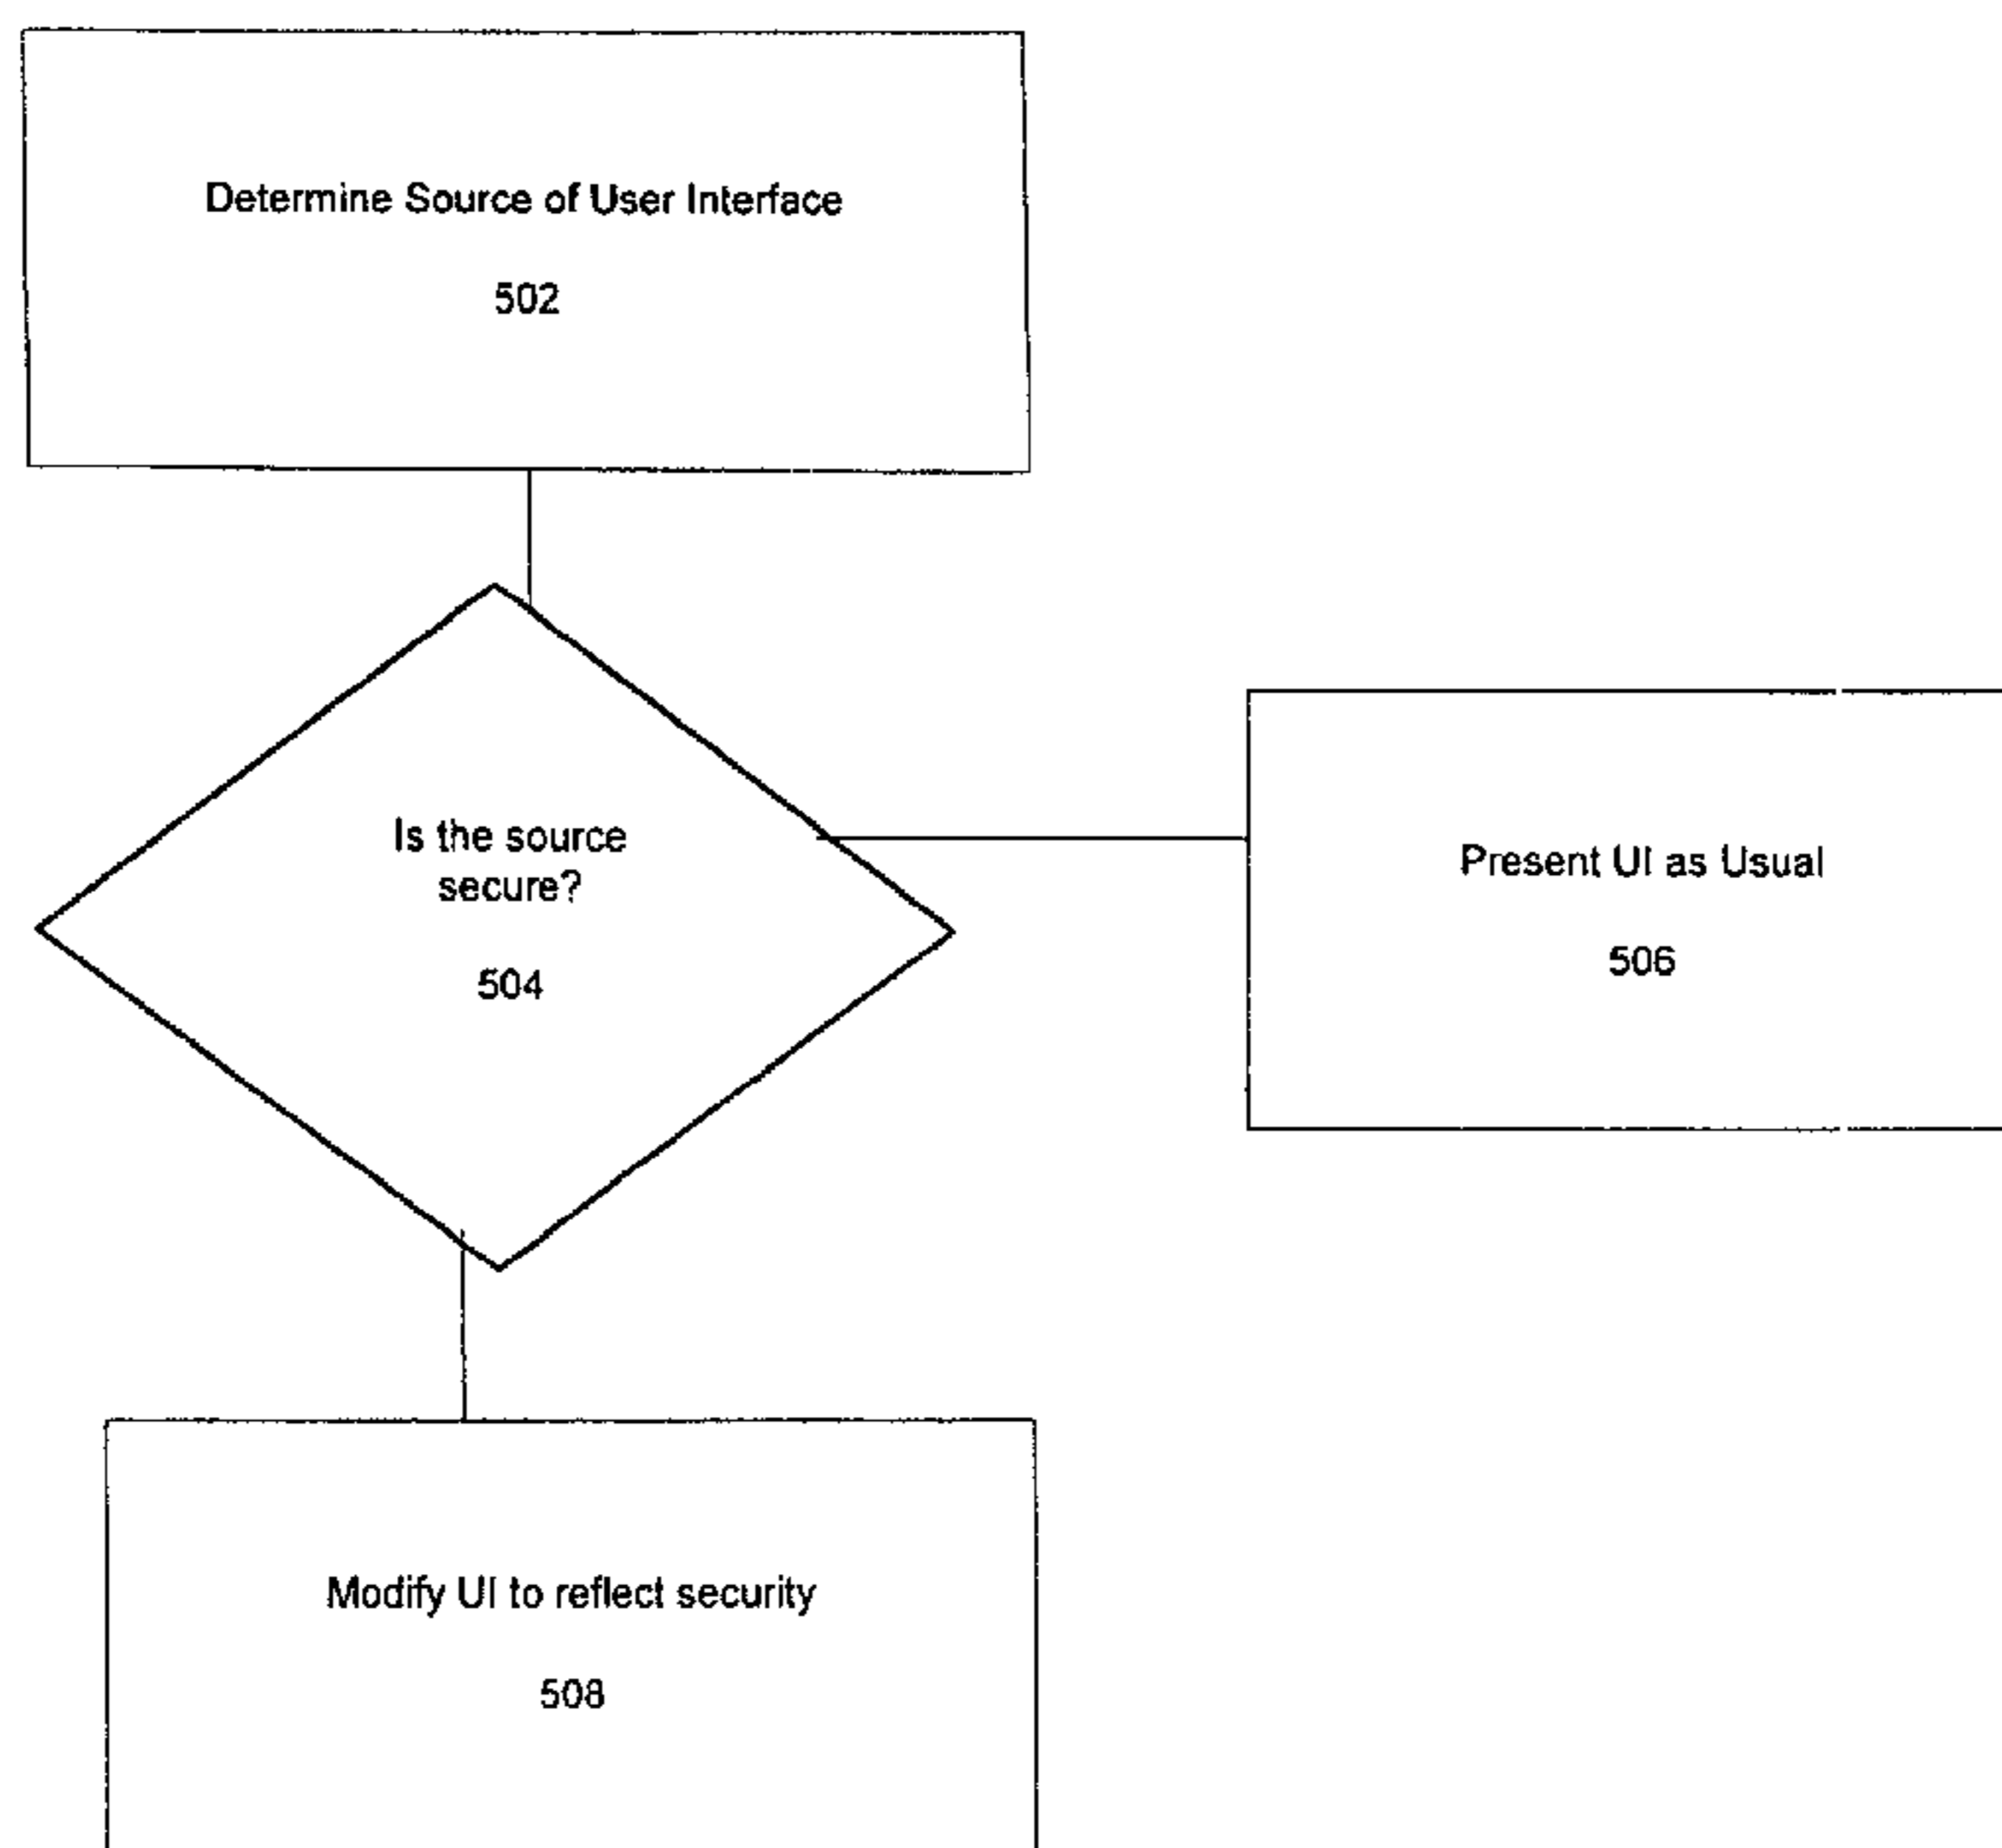 Determine Source of User Interface
502
Is the source
secure?
504
Present UI as Usual
506
Modify UI to reflect security
508